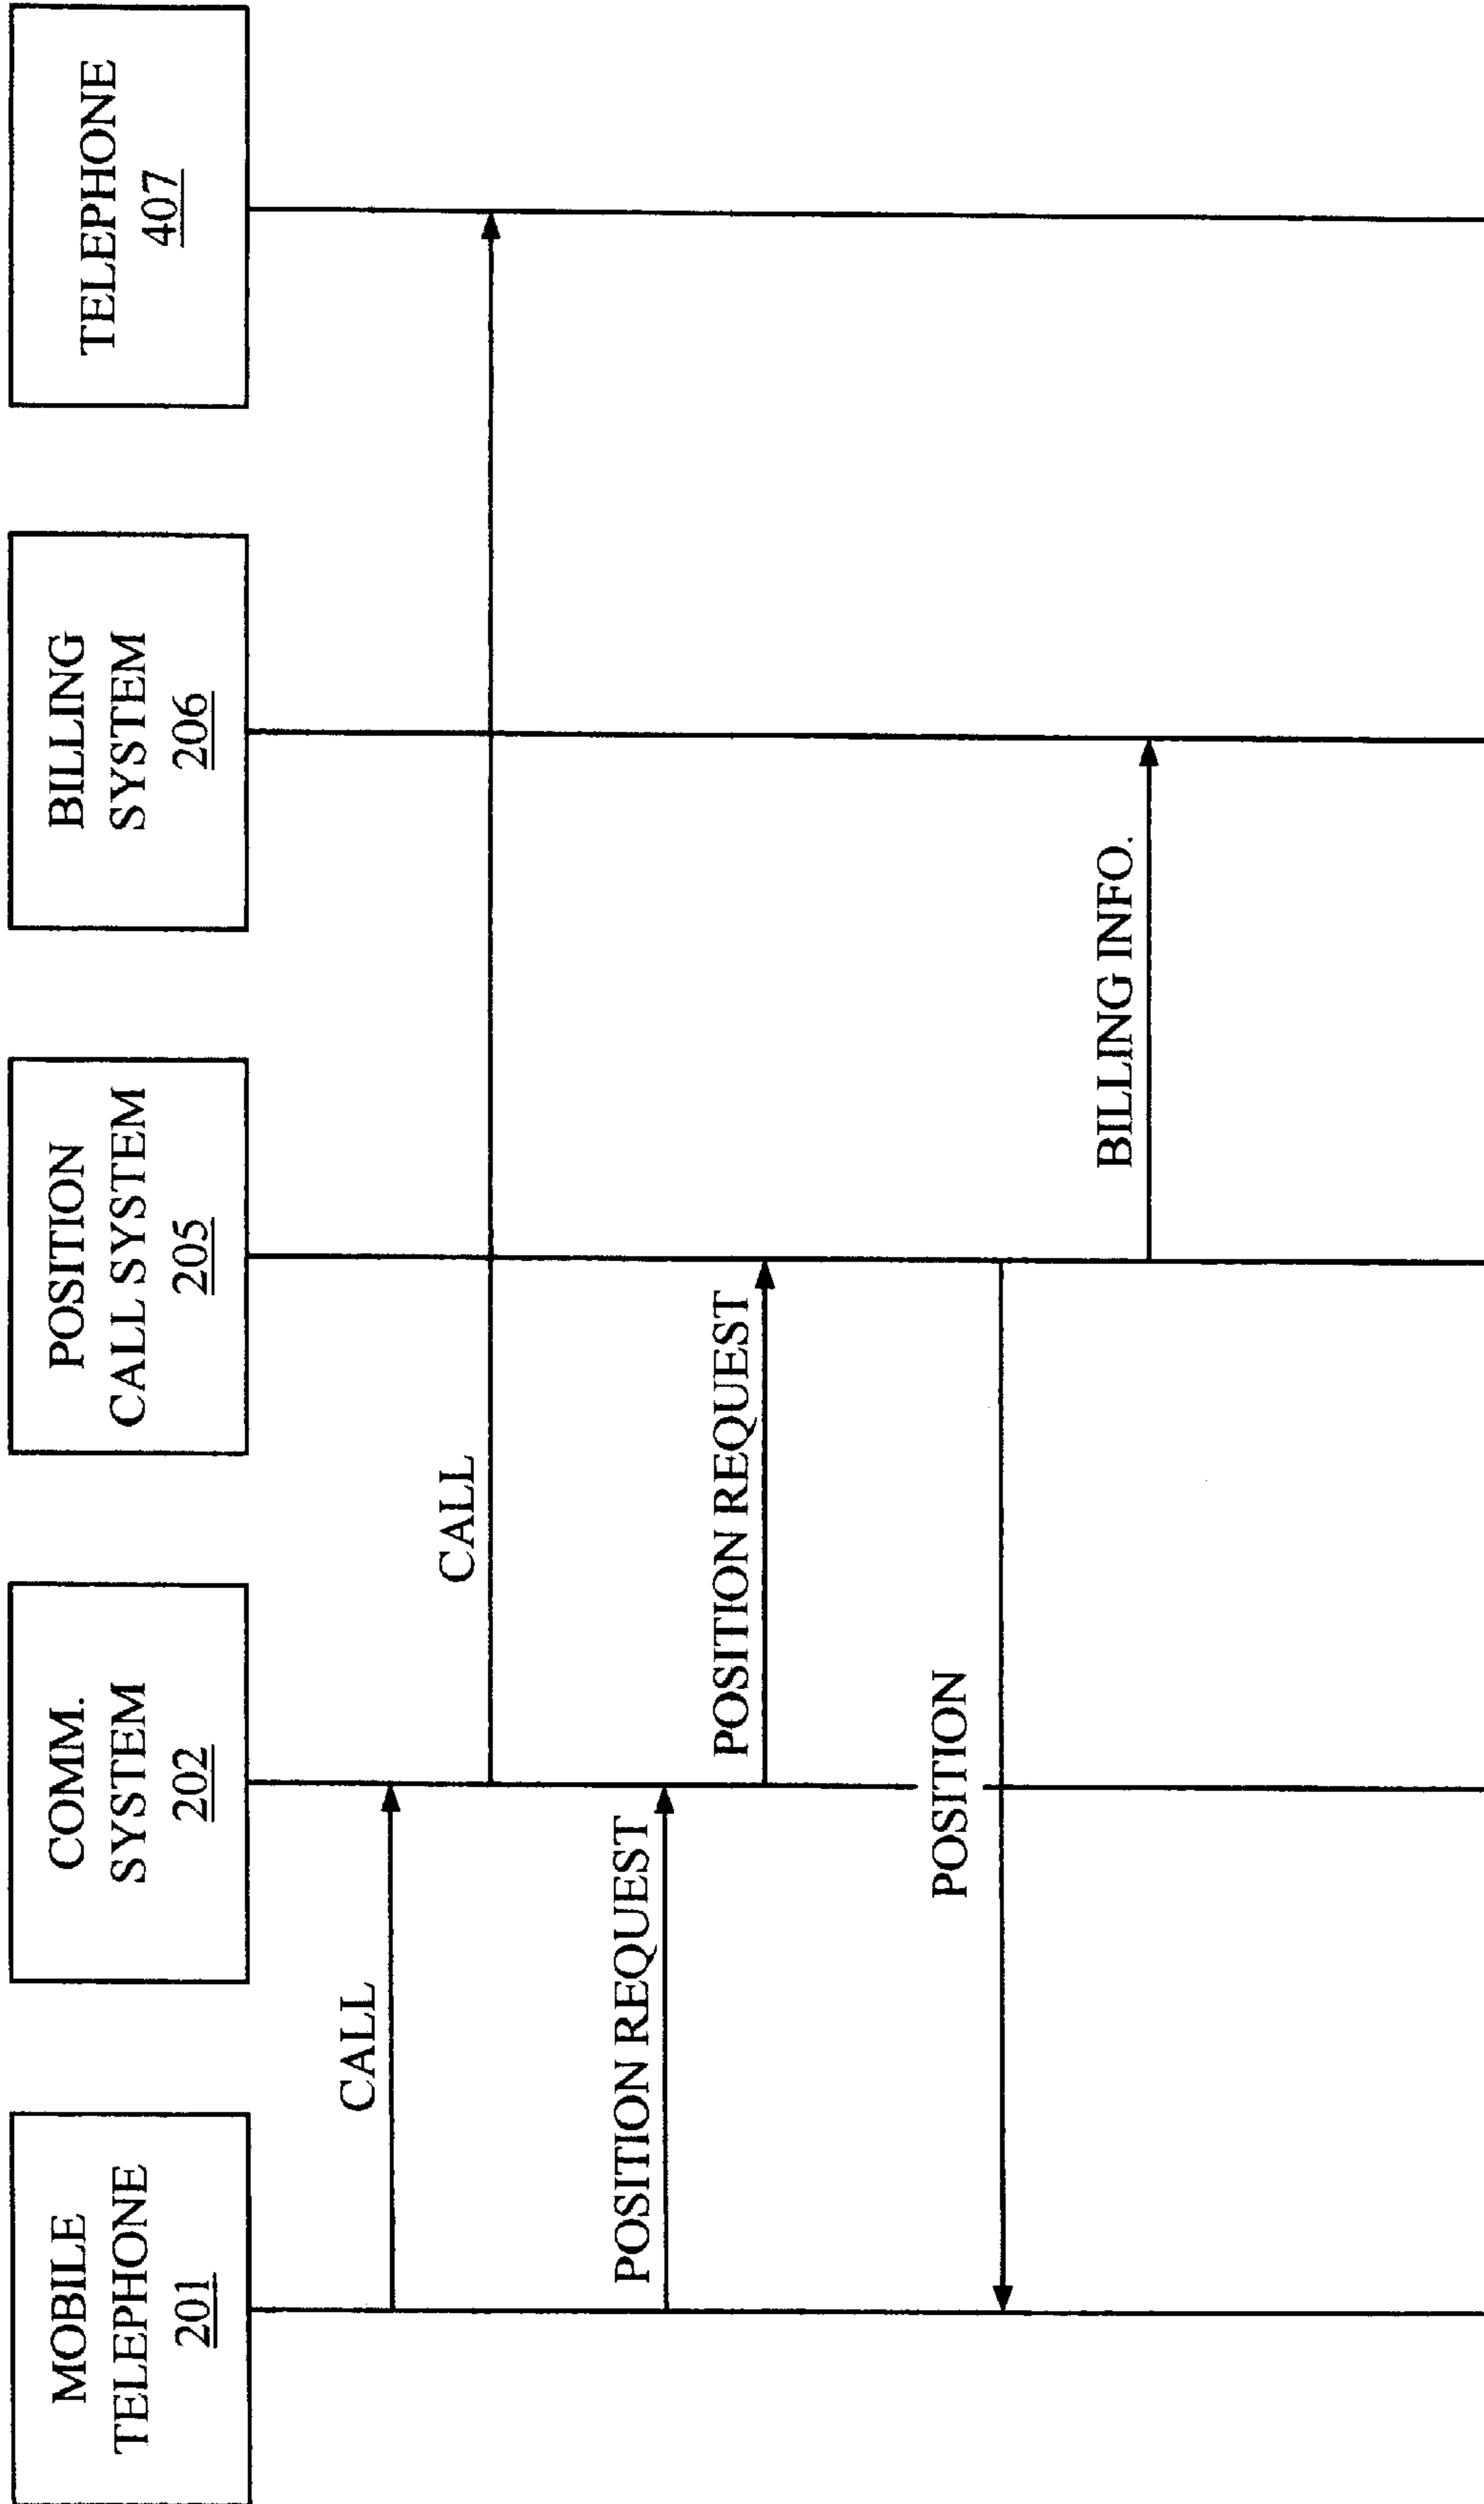 MOBILE
TELEPHONE
201
COMM.
SYSTEM
202
POSITION
CALL SYSTEM
205
BILLING
SYSTEM
206
TELEPHONE
407
CALL
CALL
POSITION REQUEST
POSITION REQUEST
POSITION
BILLING INFO.